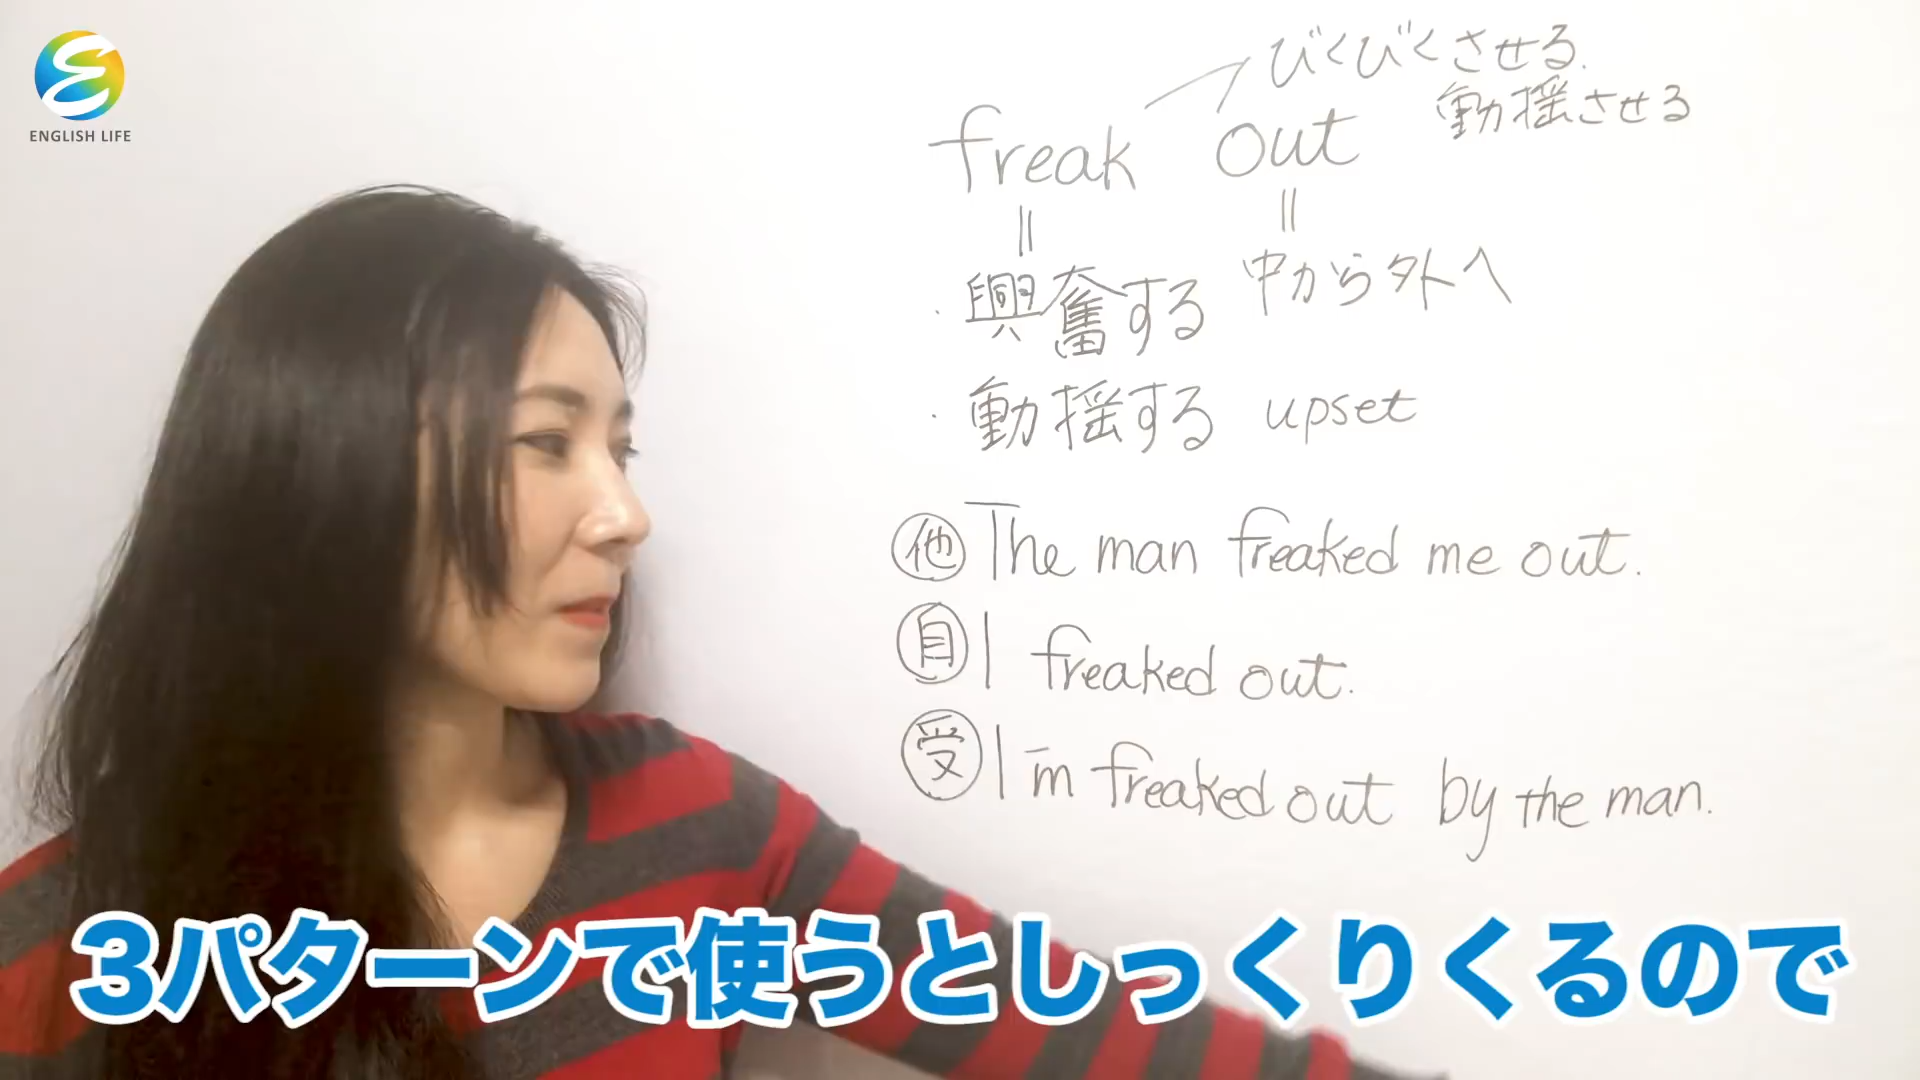 ENGLISH LIFE
びくびくさせる.
動揺させる
freak out
||
||
・興奮する 中から外へ
・動揺する upset
他 The man freaked me out.
自 I freaked out.
受 I'm freaked out by the man.
3パターンで使うとしっくりくるので